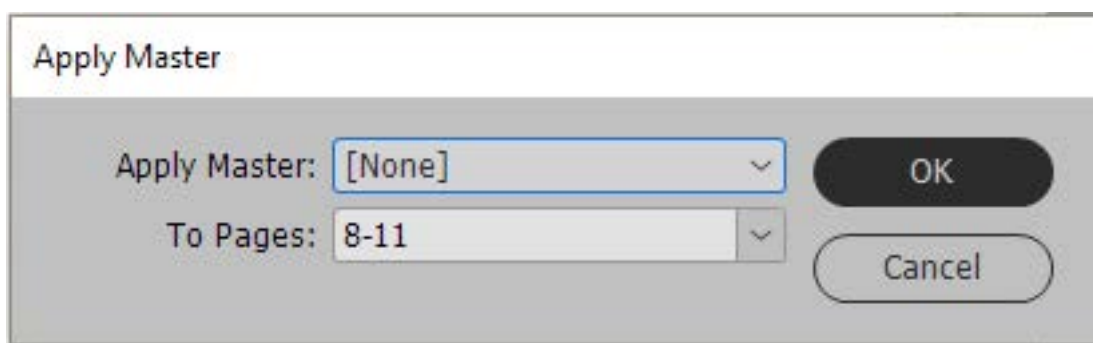 Apply Master
Apply Master: [None]
OK
To Pages: 8-11
Cancel